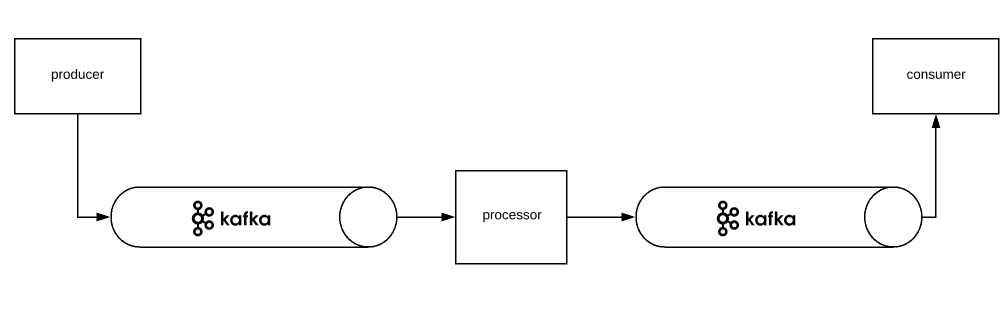 producer
consumer
kafka
processor
kafka